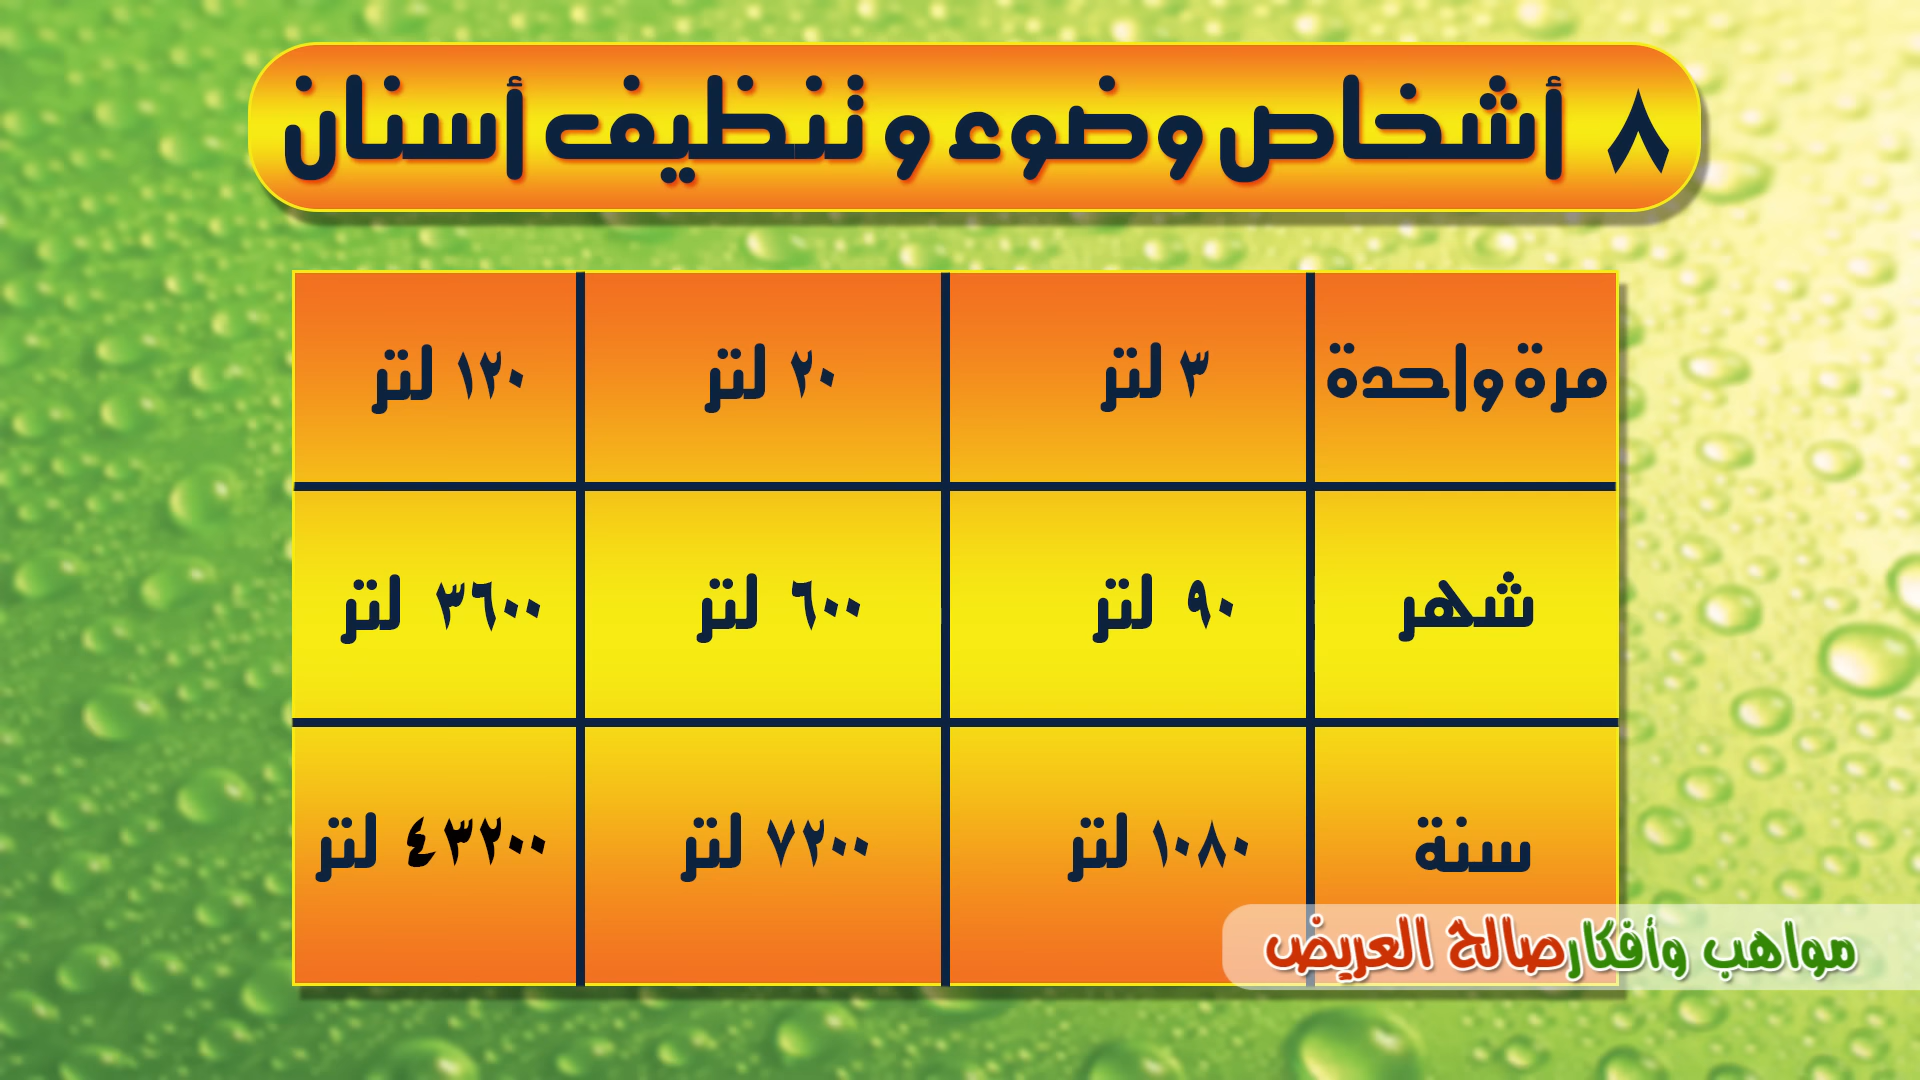 ٨ أشخاص وضوء و تنظيف أسنان
مرة واحدة ٣ لتر ٢٠ لتر ١٢٠ لتر
شهر ٩٠ لتر ٦٠٠ لتر ٣٦٠٠ لتر
سنة ١٠٨٠ لتر ٧٢٠٠ لتر ٤٣٢٠٠ لتر
مواهب وأفكار صالح العريض